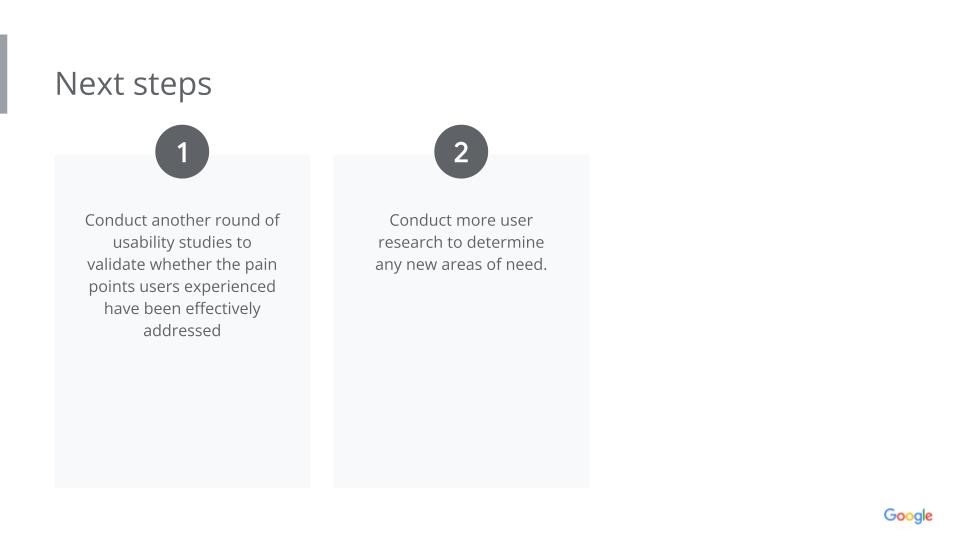 Next steps
1
Conduct another round of
usability studies to
validate whether the pain
points users experienced
have been effectively
addressed
2
Conduct more user
research to determine
any new areas of need.
Google